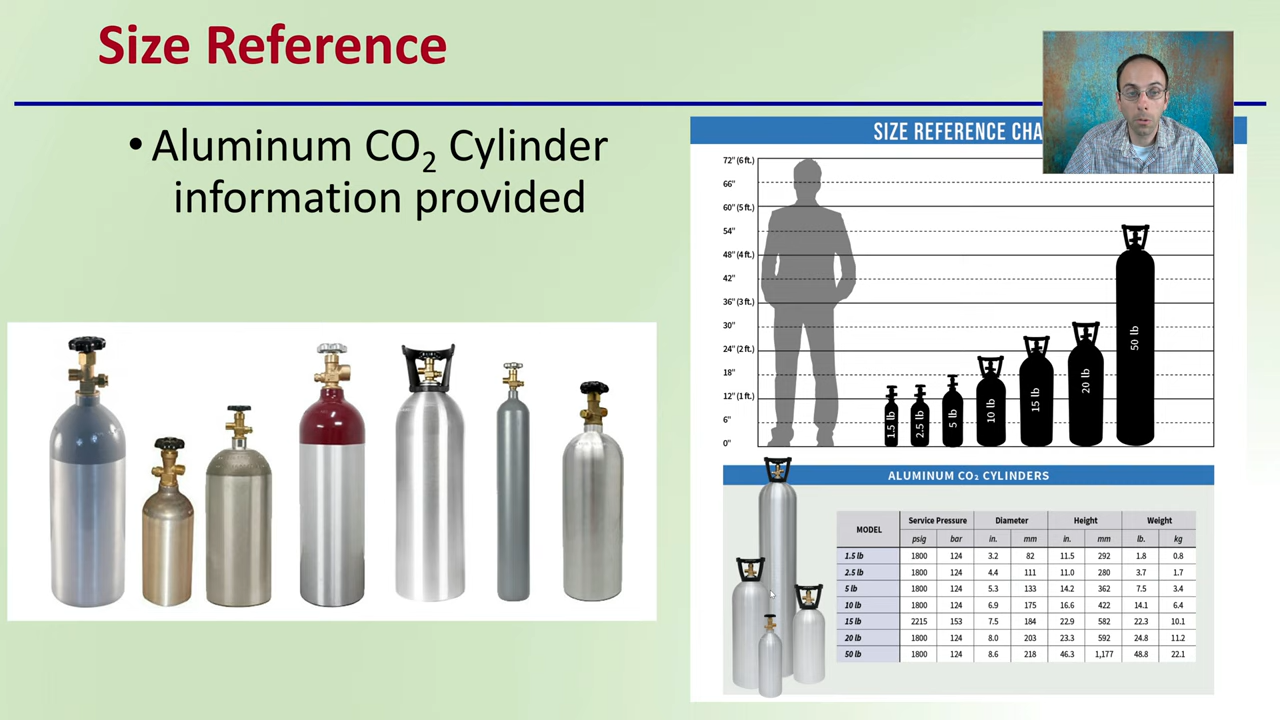 Size Reference
• Aluminum CO₂ Cylinder
information provided
SIZE REFERENCE CHA
72" (6 ft.)
66"
60" (5 ft.)
54"
48" (4 ft.)
42"
36" (3 ft.)
30"
24" (2 ft.)
18"
12" (1 ft.)
6"
0"
1.5 lb
2.5 lb
5 lb
10 lb
15 lb
20 lb
50 lb
ALUMINUM CO₂ CYLINDERS
MODEL Service Pressure Diameter Height Weight
psig bar in. mm in. mm lb. kg
1.5 lb 1800 124 3.2 82 11.5 292 1.8 0.8
2.5 lb 1800 124 4.4 111 11.0 280 3.7 1.7
5 lb 1800 124 5.3 133 14.2 362 7.5 3.4
10 lb 1800 124 6.9 175 16.6 422 14.1 6.4
15 lb 2215 153 7.5 184 22.9 582 22.3 10.1
20 lb 1800 124 8.0 203 23.3 592 24.8 11.2
50 lb 1800 124 8.6 218 46.3 1,177 48.8 22.1